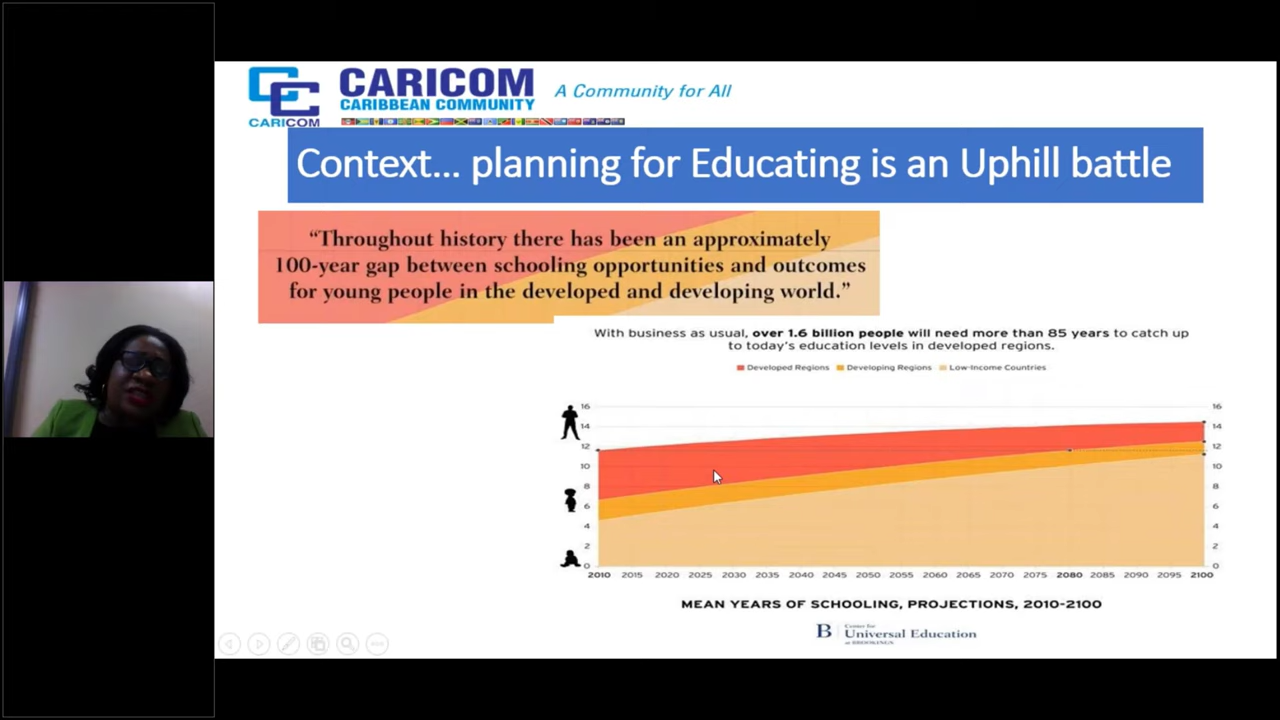 CARICOM
CARIBBEAN COMMUNITY
A Community for All
CARICOM
Context... planning for Educating is an Uphill battle
“Throughout history there has been an approximately
100-year gap between schooling opportunities and outcomes
for young people in the developed and developing world.”
With business as usual, over 1.6 billion people will need more than 85 years to catch up
to today's education levels in developed regions.
Developed Regions Developing Regions Low-Income Countries
16 16
14 14
12 12
10 10
8 8
6 6
4 4
2 2
0 0
2010 2015 2020 2025 2030 2035 2040 2045 2050 2055 2060 2065 2070 2075 2080 2085 2090 2095 2100
MEAN YEARS OF SCHOOLING, PROJECTIONS, 2010-2100
B Center for
Universal Education
at BROOKINGS